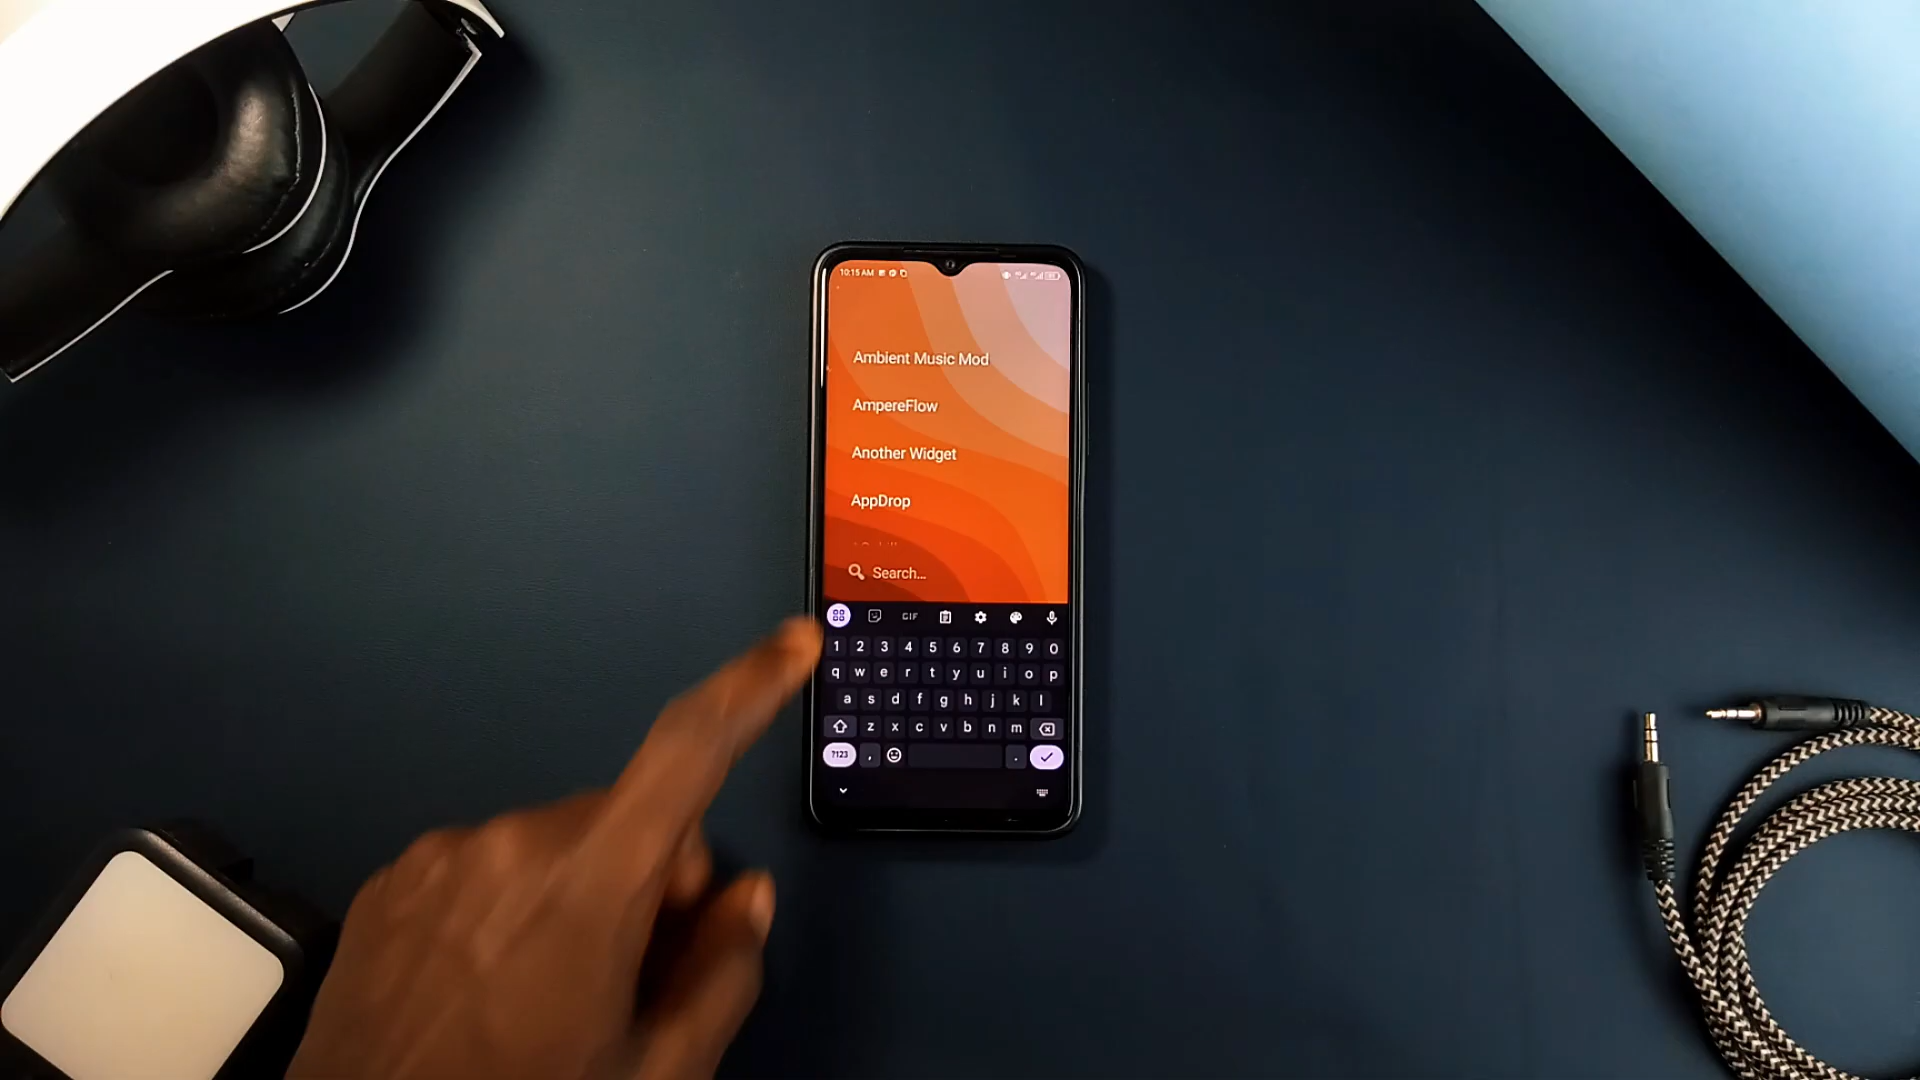 10:15 AM
Ambient Music Mod
AmpereFlow
Another Widget
AppDrop
Search...
GIF
1 2 3 4 5 6 7 8 9 0
q w e r t y u i o p
a s d f g h j k l
z x c v b n m
?123 , .